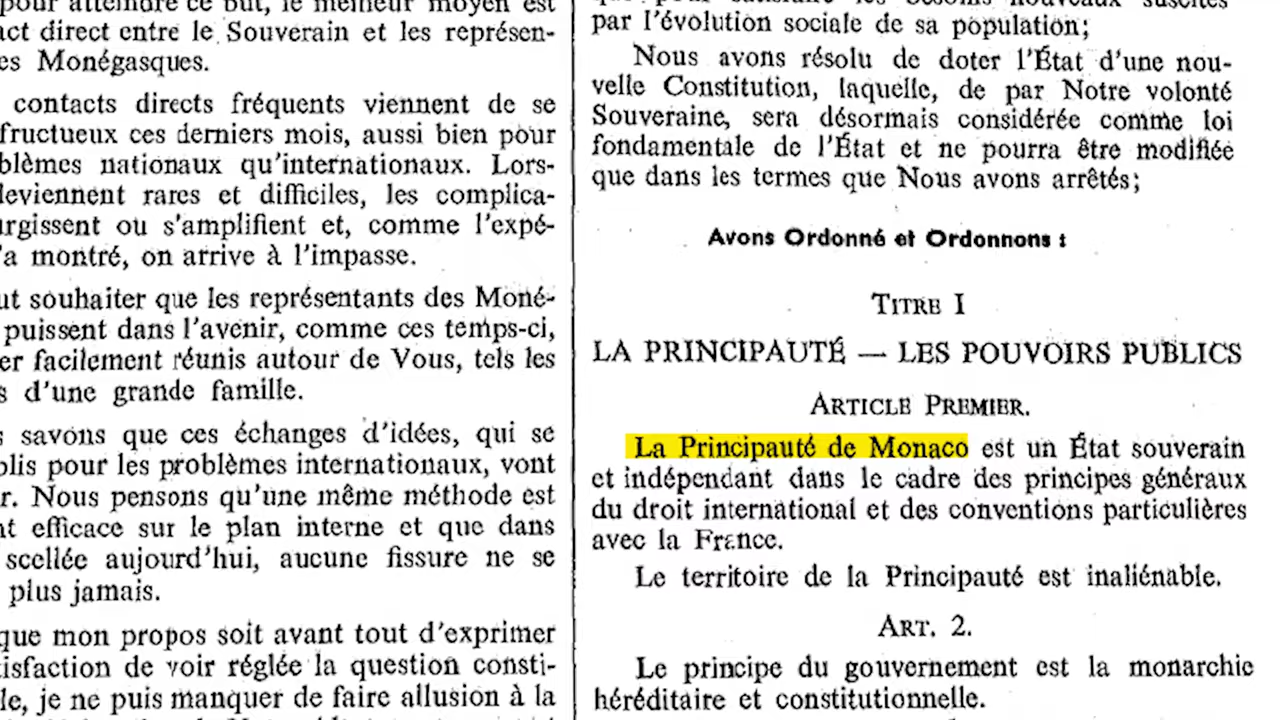 pour atteindre ce but, le meilleur moyen est
act direct entre le Souverain et les représen-
es Monégasques.
contacts directs fréquents viennent de se
fructueux ces derniers mois, aussi bien pour
blèmes nationaux qu'internationaux. Lors-
deviennent rares et difficiles, les complica-
urgissent ou s'amplifient et, comme l'expé-
'a montré, on arrive à l'impasse.
ut souhaiter que les représentants des Moné-
puissent dans l'avenir, comme ces temps-ci,
er facilement réunis autour de Vous, tels les
s d'une grande famille.
s savons que ces échanges d'idées, qui se
blis pour les problèmes internationaux, vont
r. Nous pensons qu'une même méthode est
nt efficace sur le plan interne et que dans
scellée aujourd'hui, aucune fissure ne se
plus jamais.
que mon propos soit avant tout d'exprimer
tisfaction de voir réglée la question consti-
le, je ne puis manquer de faire allusion à la
que pour satisfaire les besoins nouveaux suscités
par l'évolution sociale de sa population;
Nous avons résolu de doter l'État d'une nou-
velle Constitution, laquelle, de par Notre volonté
Souveraine, sera désormais considérée comme loi
fondamentale de l'État et ne pourra être modifiée
que dans les termes que Nous avons arrêtés;
Avons Ordonné et Ordonnons :
TITRE I
LA PRINCIPAUTÉ — LES POUVOIRS PUBLICS
ARTICLE PREMIER.
La Principauté de Monaco est un État souverain
et indépendant dans le cadre des principes généraux
du droit international et des conventions particulières
avec la France.
Le territoire de la Principauté est inaliénable.
ART. 2.
Le principe du gouvernement est la monarchie
héréditaire et constitutionnelle.